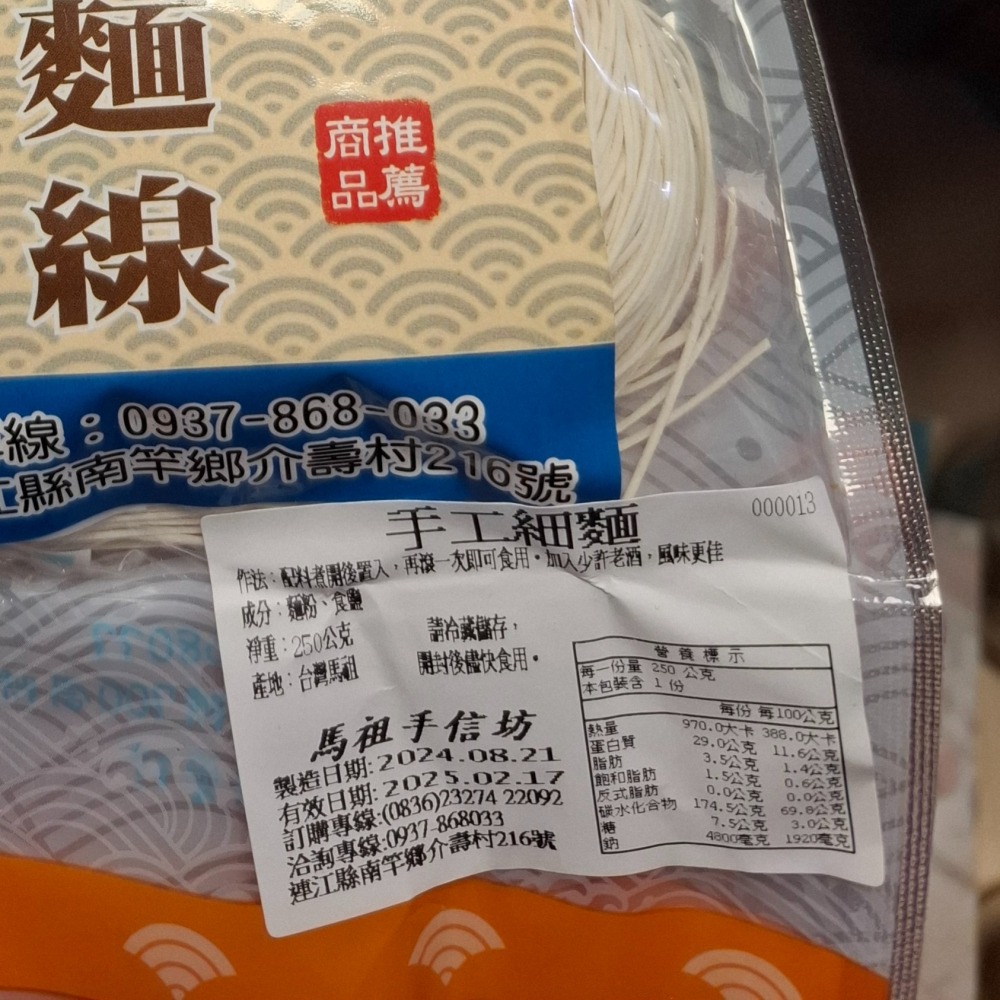 麵
線
推薦
商品
線：0937-868-033
江縣南竿鄉介壽村216號
手工細麵
000013
作法：配料煮開後置入，再滾一次即可食用。加入少許老酒，風味更佳
成分：麵粉、食鹽
淨重：250公克
產地：台灣馬祖
請冷藏儲存，
開封後儘快食用。
馬祖手信坊
製造日期:2024.08.21
有效日期:2025.02.17
訂購專線:(0836)23274 22092
洽詢專線:0937-868033
連江縣南竿鄉介壽村216號
營養標示
每一份量 250 公克
本包裝含 1 份
每份 每100公克
熱量 970.0大卡 388.0大卡
蛋白質 29.0公克 11.6公克
脂肪 3.5公克 1.4公克
飽和脂肪 1.5公克 0.6公克
反式脂肪 0.0公克 0.0公克
碳水化合物 174.5公克 69.8公克
糖 7.5公克 3.0公克
鈉 4800毫克 1920毫克